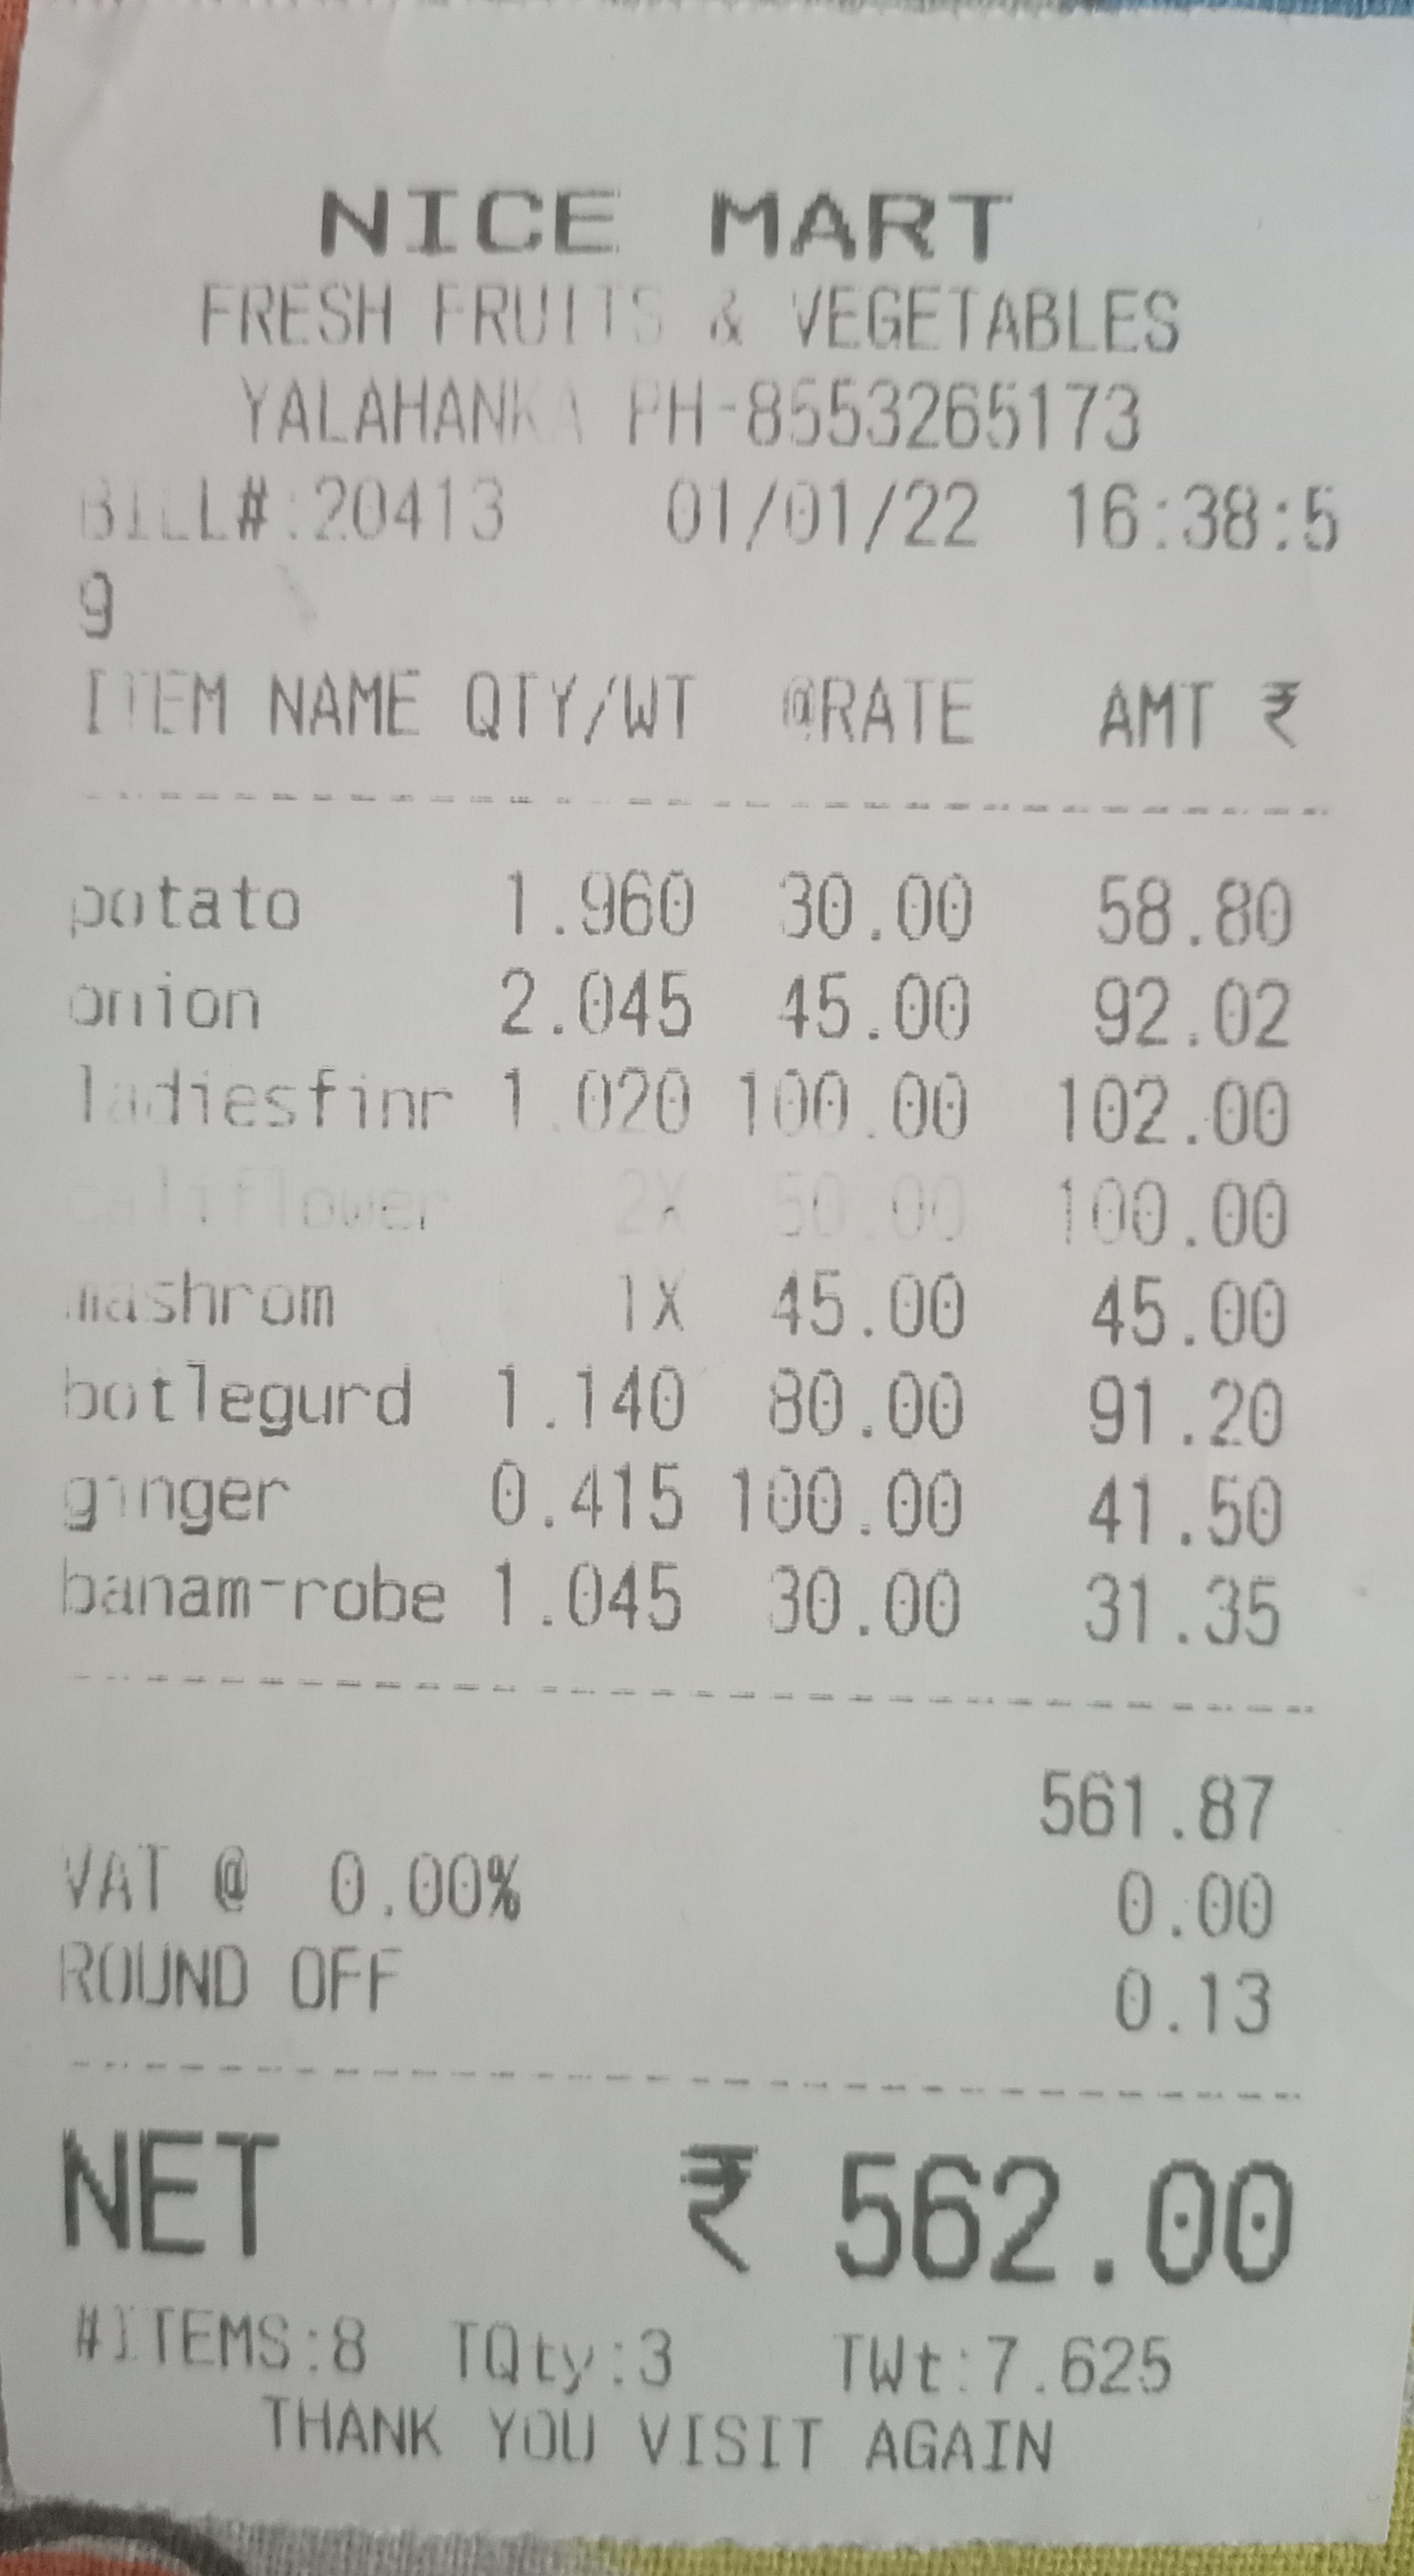 NICE MART
FRESH FRUITS & VEGETABLES
YALAHANKA PH-8553265173
BILL#:20413 01/01/22 16:38:5
9
ITEM NAME QTY/WT @RATE AMT ₹
potato 1.960 30.00 58.80
onion 2.045 45.00 92.02
ladiesfinr 1.020 100.00 102.00
califlower 2X 50.00 100.00
mashrom 1X 45.00 45.00
botlegurd 1.140 80.00 91.20
ginger 0.415 100.00 41.50
banam-robe 1.045 30.00 31.35
561.87
VAT @ 0.00% 0.00
ROUND OFF 0.13
NET ₹ 562.00
#ITEMS:8 TQty:3 TWt:7.625
THANK YOU VISIT AGAIN